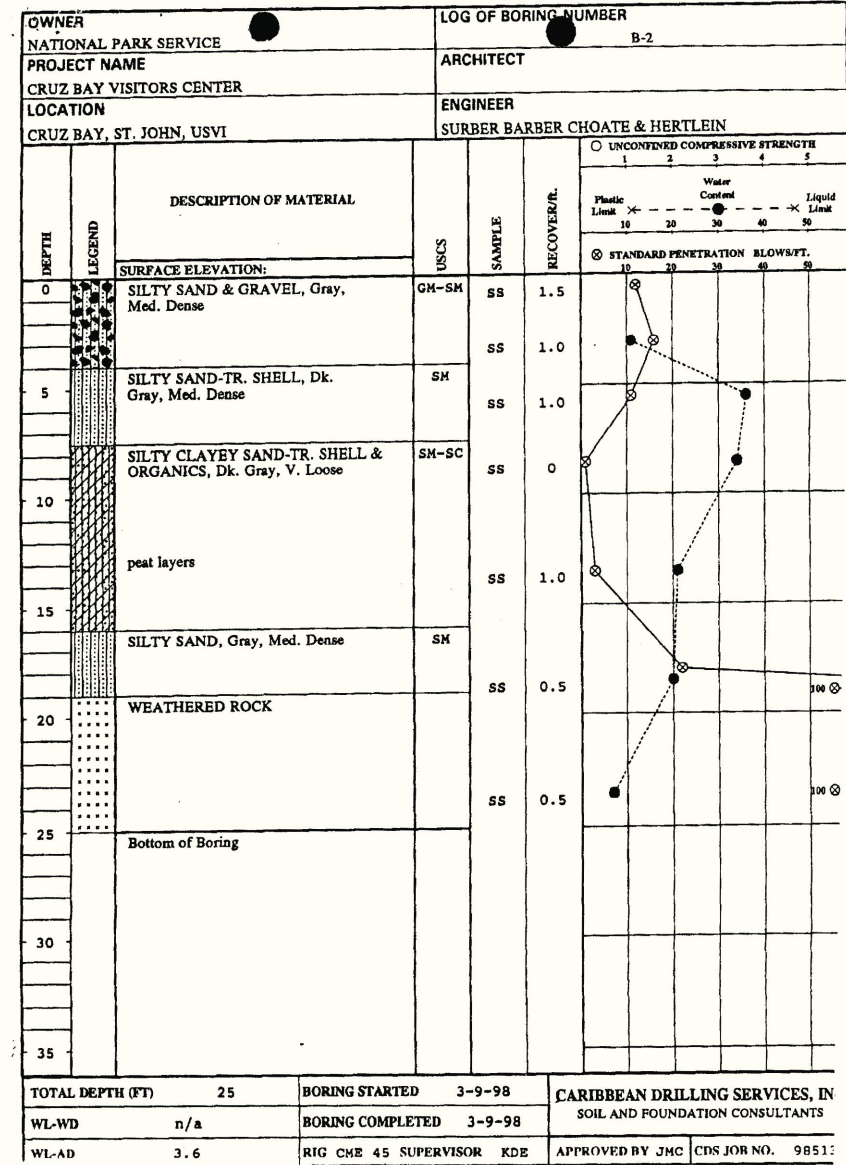 OWNER
NATIONAL PARK SERVICE
LOG OF BORING NUMBER
B-2
PROJECT NAME
CRUZ BAY VISITORS CENTER
ARCHITECT
LOCATION
CRUZ BAY, ST. JOHN, USVI
ENGINEER
SURBER BARBER CHOATE & HERTLEIN
DEPTH
LEGEND
DESCRIPTION OF MATERIAL
SURFACE ELEVATION:
USCS
SAMPLE
RECOVER/ft.
UNCONFINED COMPRESSIVE STRENGTH
1 2 3 4 5
Plastic Limit Water Content Liquid Limit
10 20 30 40 50
STANDARD PENETRATION BLOWS/FT.
10 20 30 40 50
0 SILTY SAND & GRAVEL, Gray, GM-SM SS 1.5
Med. Dense
SS 1.0
SILTY SAND-TR. SHELL, Dk. SM
5 Gray, Med. Dense SS 1.0
SILTY CLAYEY SAND-TR. SHELL & SM-SC
ORGANICS, Dk. Gray, V. Loose SS 0
10
peat layers
SS 1.0
15
SILTY SAND, Gray, Med. Dense SM
SS 0.5 100
WEATHERED ROCK
20
SS 0.5 100
25
Bottom of Boring
30
35
TOTAL DEPTH (FT) 25 BORING STARTED 3-9-98
WL-WD n/a BORING COMPLETED 3-9-98
WL-AD 3.6 RIG CME 45 SUPERVISOR KDE
CARIBBEAN DRILLING SERVICES, IN
SOIL AND FOUNDATION CONSULTANTS
APPROVED BY JMC CDS JOB NO. 9851